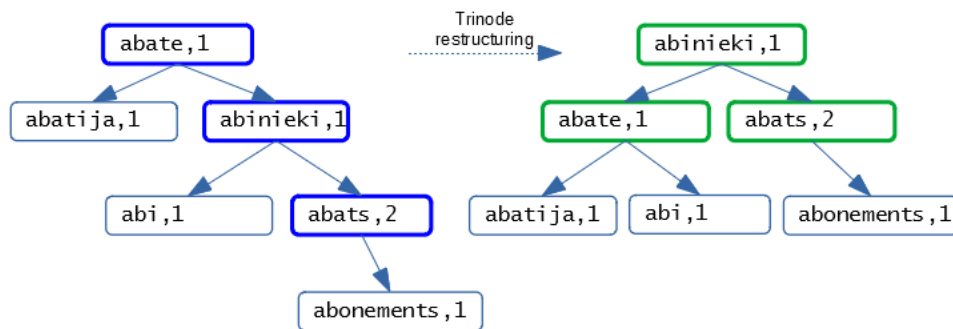 Trinode
restructuring
abate,1
abinieki,1
abatija,1
abinieki,1
abate,1
abats,2
abi,1
abats,2
abatija,1
abi,1
abonements,1
abonements,1